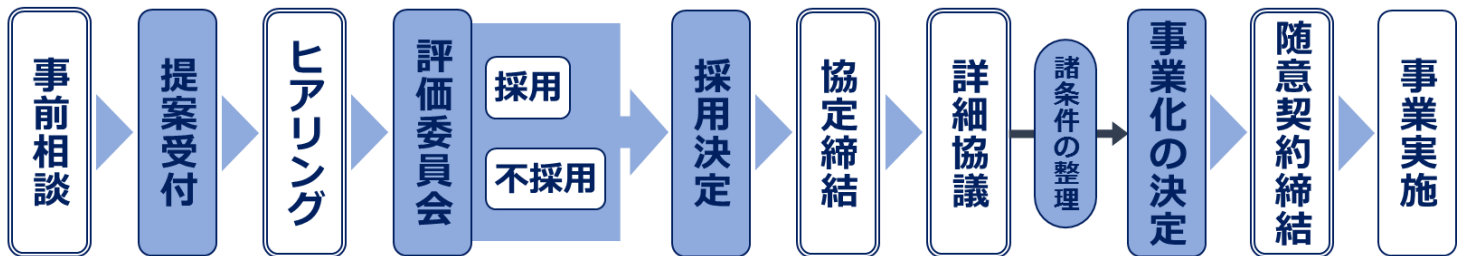 事前相談
提案受付
ヒアリング
評価委員会
採用
不採用
採用決定
協定締結
詳細協議
諸条件の整理
事業化の決定
随意契約締結
事業実施